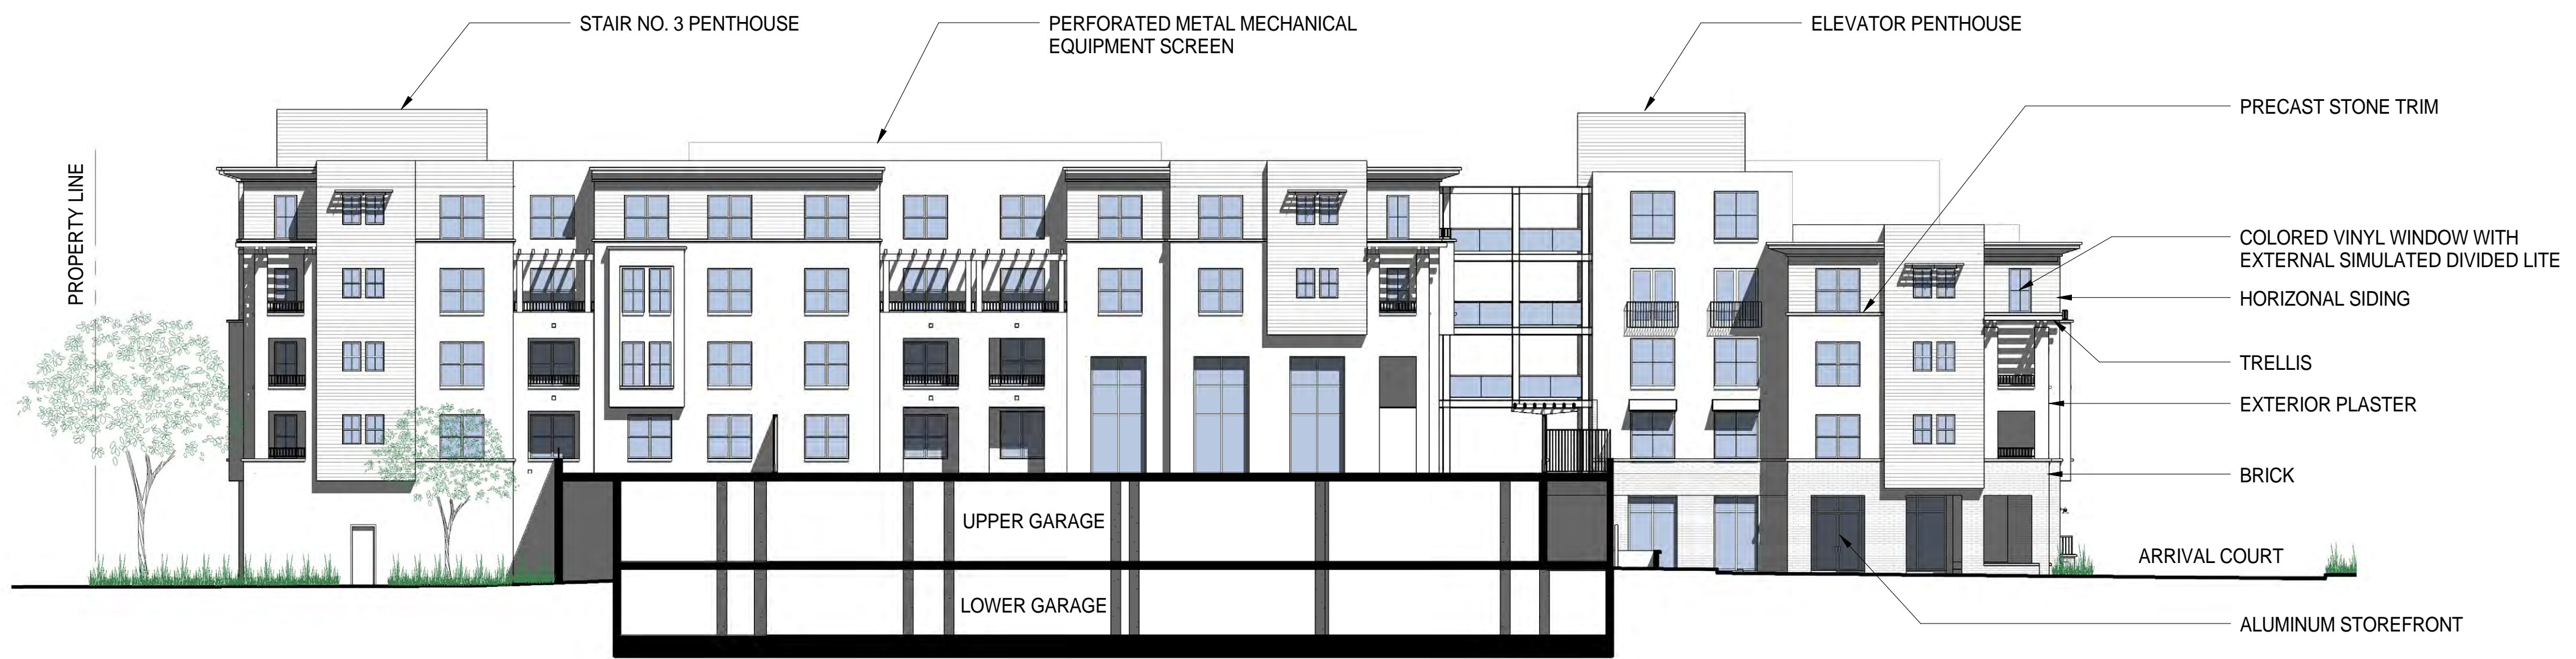 STAIR NO. 3 PENTHOUSE
PERFORATED METAL MECHANICAL
EQUIPMENT SCREEN
ELEVATOR PENTHOUSE
PRECAST STONE TRIM
PROPERTY LINE
COLORED VINYL WINDOW WITH
EXTERNAL SIMULATED DIVIDED LITE
HORIZONAL SIDING
TRELLIS
EXTERIOR PLASTER
BRICK
UPPER GARAGE
ARRIVAL COURT
LOWER GARAGE
ALUMINUM STOREFRONT